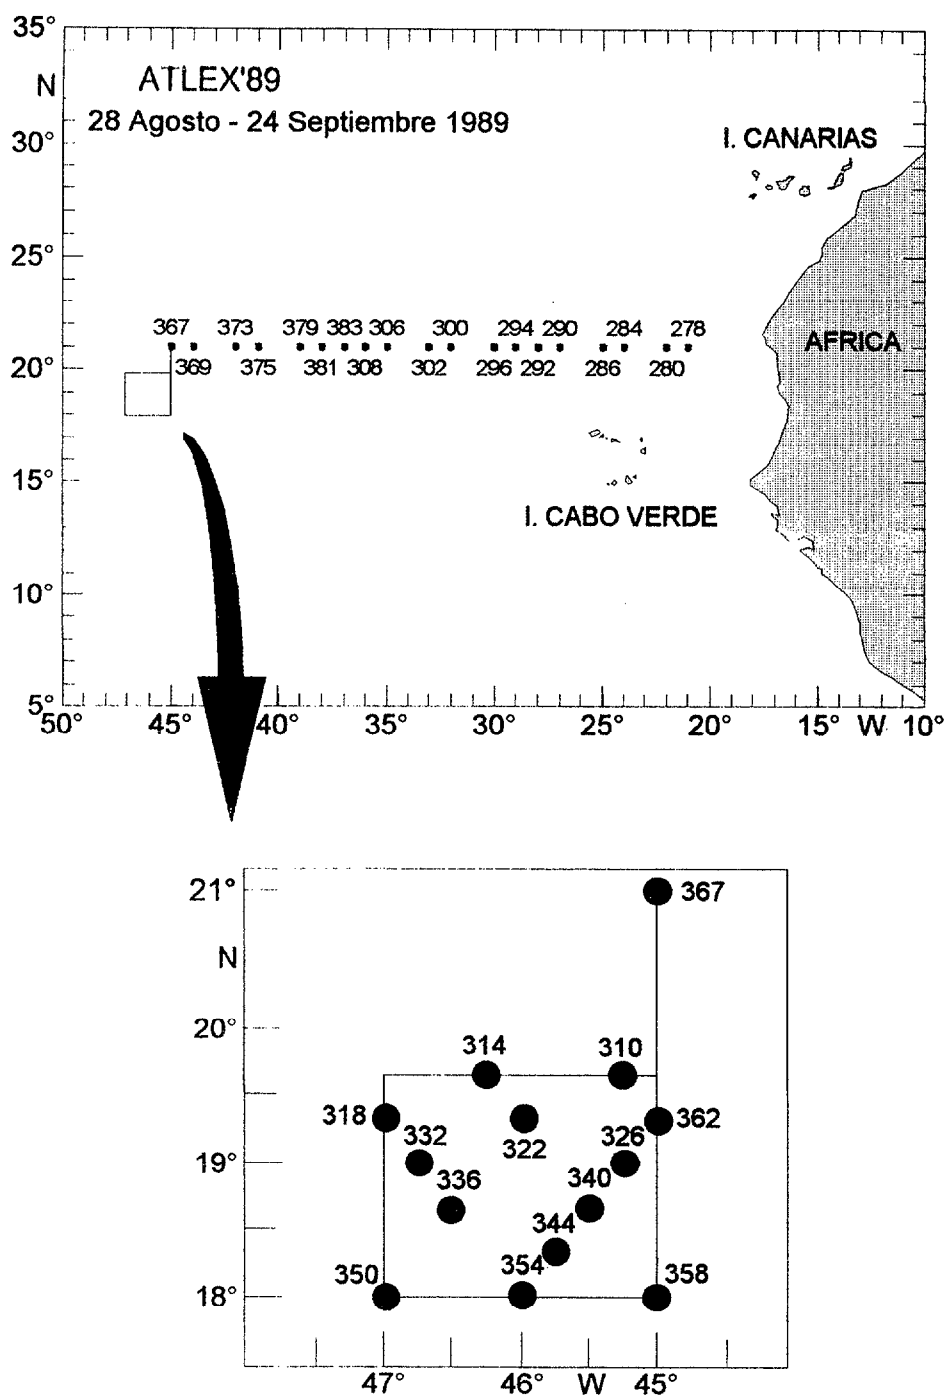 35°
N
ATLEX'89
28 Agosto - 24 Septiembre 1989
30°
I. CANARIAS
25°
367 373 379 383 306 300 294 290 284 278
AFRICA
20°
369 375 381 308 302 296 292 286 280
15°
I. CABO VERDE
10°
5°
50° 45° 40° 35° 30° 25° 20° 15° W 10°
21°
367
N
20°
314 310
318 322 362
332 326
19°
336 340
344
350 354 358
18°
47° 46° W 45°